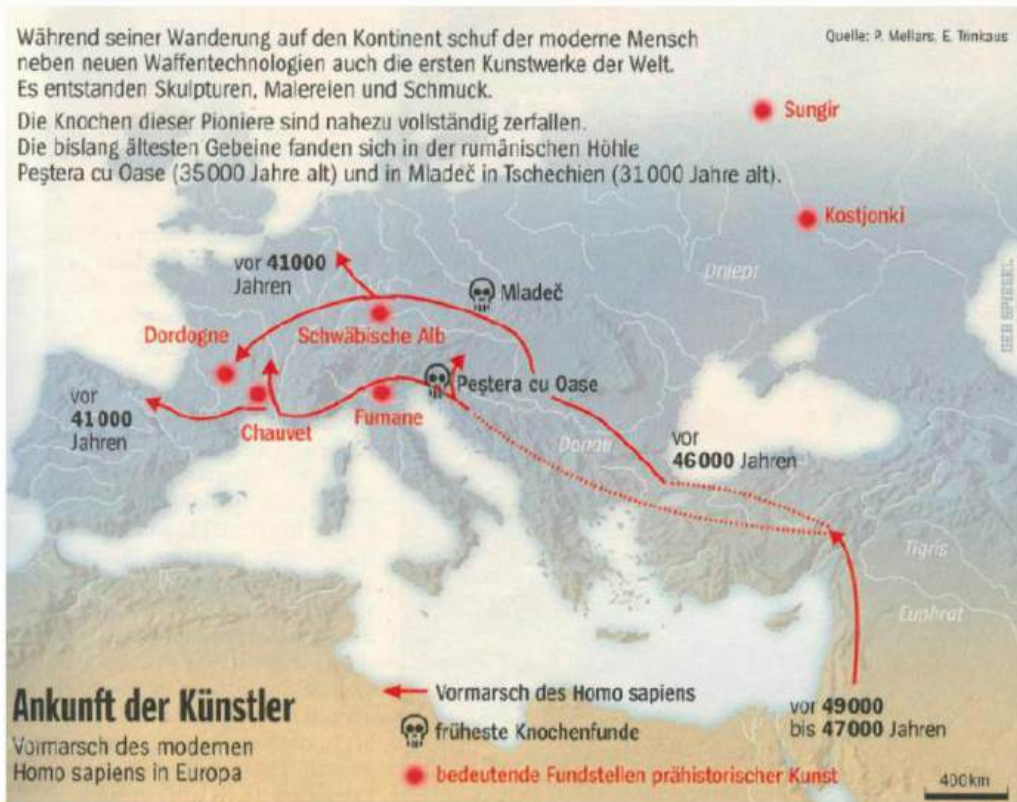 Während seiner Wanderung auf den Kontinent schuf der moderne Mensch
neben neuen Waffentechnologien auch die ersten Kunstwerke der Welt.
Es entstanden Skulpturen, Malereien und Schmuck.
Die Knochen dieser Pioniere sind nahezu vollständig zerfallen.
Die bislang ältesten Gebeine fanden sich in der rumänischen Höhle
Peştera cu Oase (35000 Jahre alt) und in Mladeč in Tschechien (31000 Jahre alt).
Quelle: P. Mellars, E. Trinkaus
Sungir
Kostjonki
Dniepr
DER SPIEGEL
vor 41000
Jahren
Mladeč
Dordogne
Schwäbische Alb
Peştera cu Oase
vor
41000
Jahren
Chauvet
Fumane
Donau
vor
46000 Jahren
Tigris
Euphrat
Ankunft der Künstler
Vormarsch des modernen
Homo sapiens in Europa
Vormarsch des Homo sapiens
früheste Knochenfunde
bedeutende Fundstellen prähistorischer Kunst
vor 49000
bis 47000 Jahren
400km